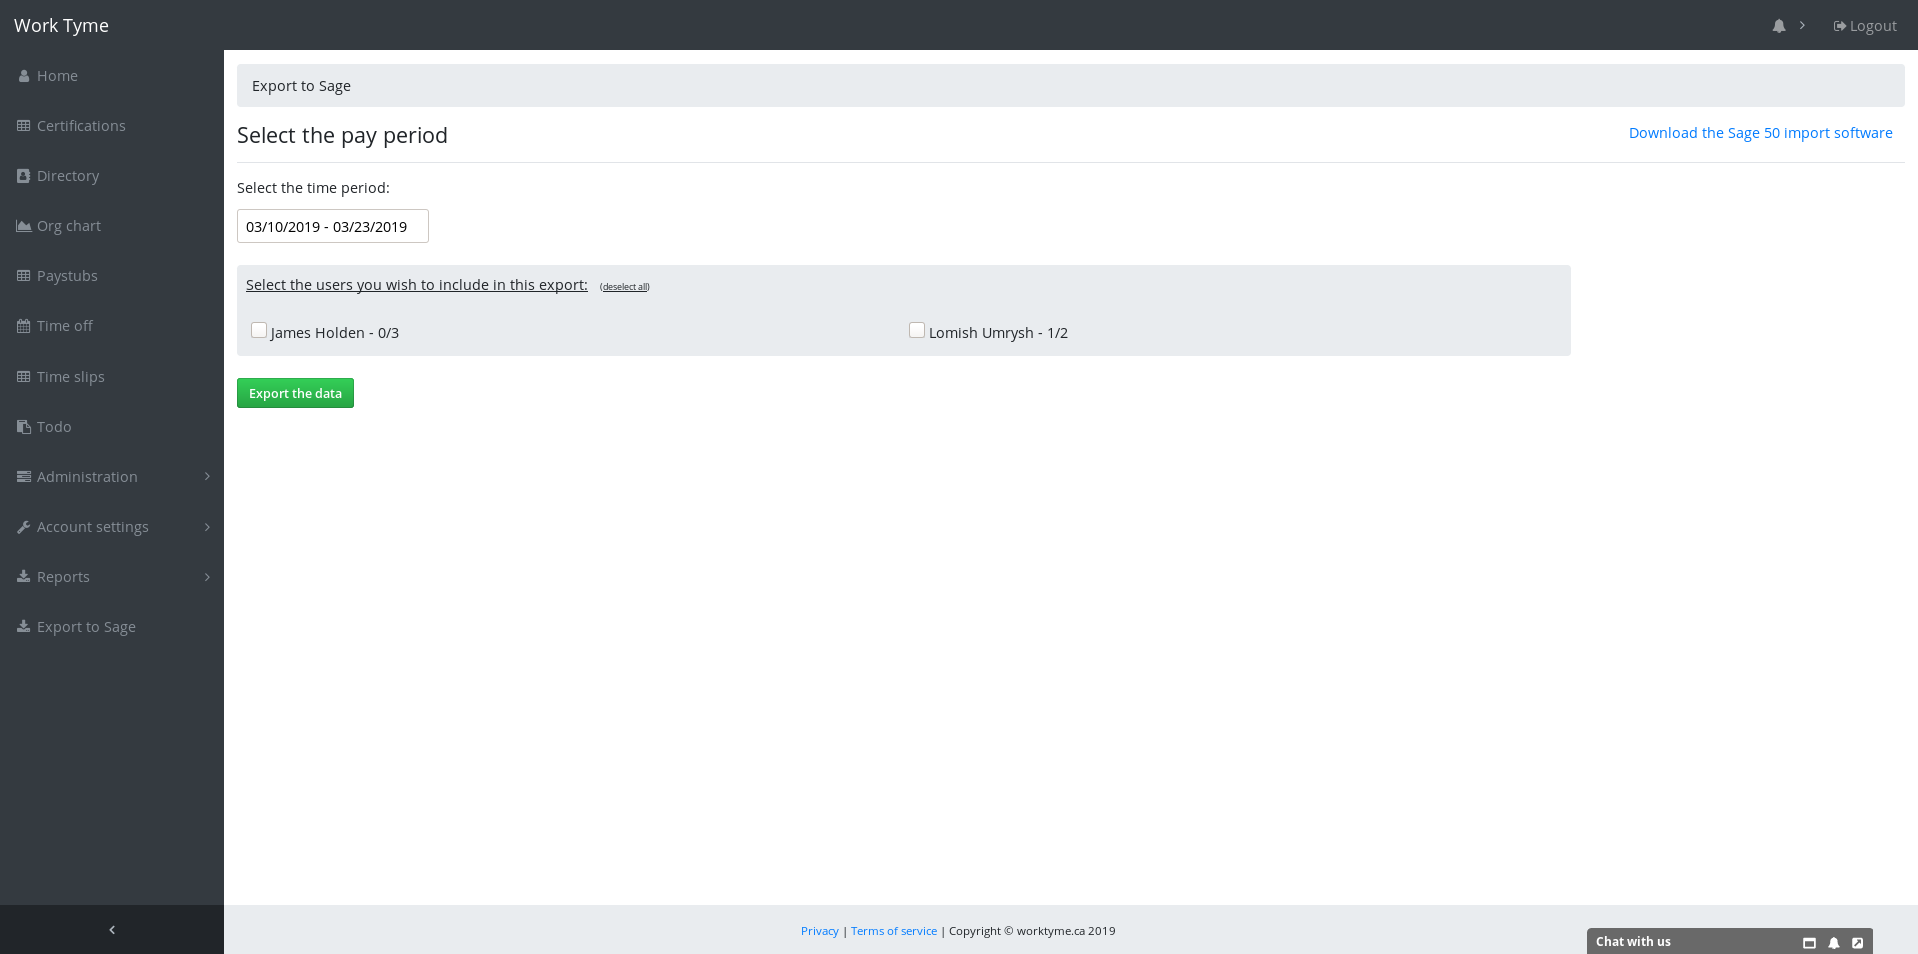 Work Tyme
Logout
Home
Certifications
Directory
Org chart
Paystubs
Time off
Time slips
Todo
Administration
Account settings
Reports
Export to Sage
Export to Sage
Select the pay period
Download the Sage 50 import software
Select the time period:
03/10/2019 - 03/23/2019
Select the users you wish to include in this export: (deselect all)
James Holden - 0/3
Lomish Umrysh - 1/2
Export the data
Privacy | Terms of service | Copyright © worktyme.ca 2019
Chat with us